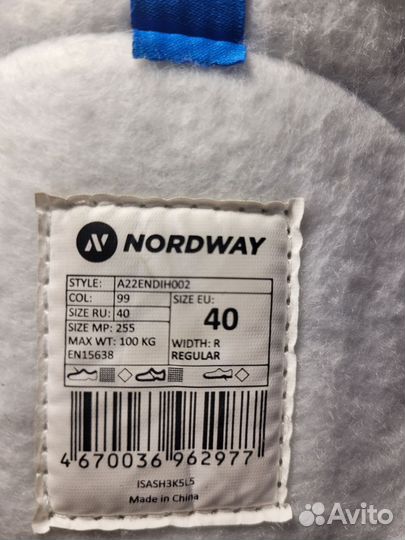 NORDWAY
STYLE: A22ENDIH002
COL: 99
SIZE RU: 40
SIZE MP: 255
MAX WT: 100 KG
EN15638
SIZE EU:
40
WIDTH: R
REGULAR
4 670036 962977
ISASH3K5L5
Made in China
Avito